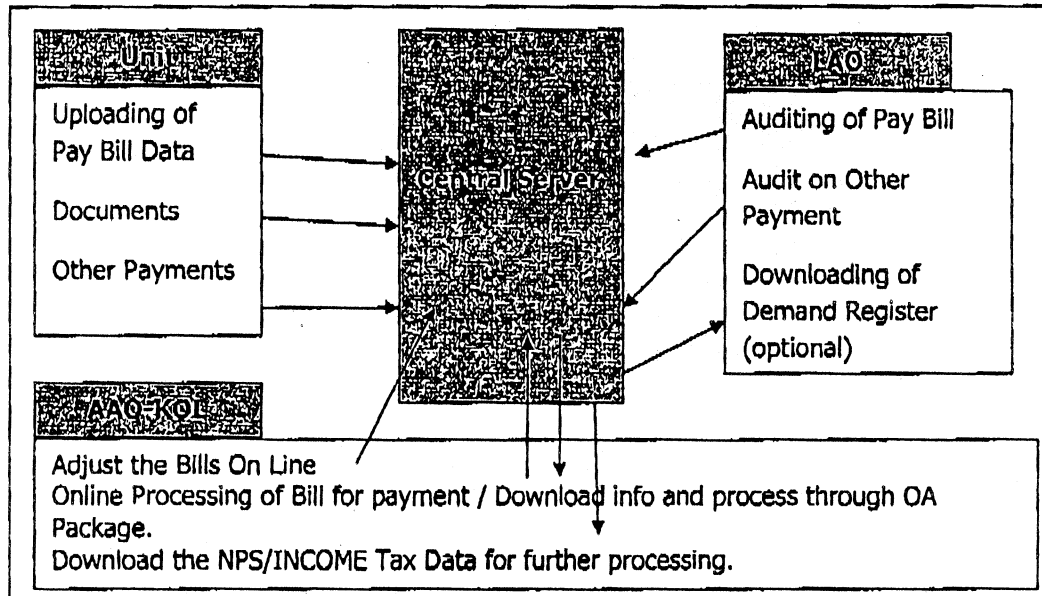 Unit
Uploading of
Pay Bill Data
Documents
Other Payments
Central Server
LAO
Auditing of Pay Bill
Audit on Other
Payment
Downloading of
Demand Register
(optional)
AAO-KOL
Adjust the Bills On Line
Online Processing of Bill for payment / Download info and process through OA
Package.
Download the NPS/INCOME Tax Data for further processing.